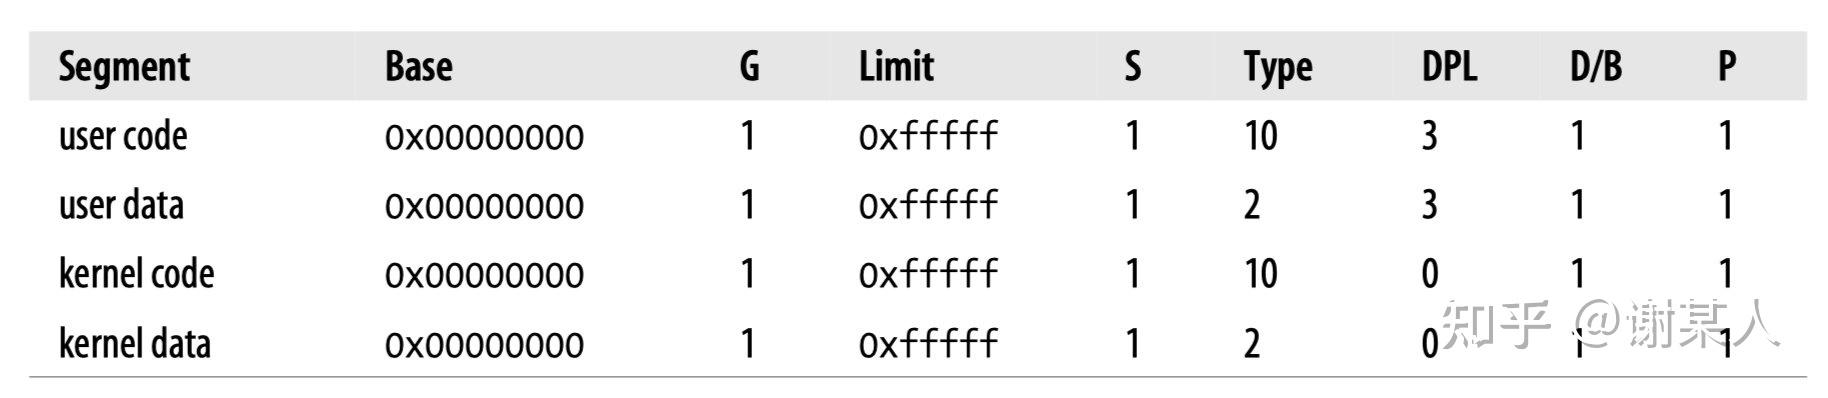 Segment Base G Limit S Type DPL D/B P
user code 0x00000000 1 0xfffff 1 10 3 1 1
user data 0x00000000 1 0xfffff 1 2 3 1 1
kernel code 0x00000000 1 0xfffff 1 10 0 1 1
kernel data 0x00000000 1 0xfffff 1 2 0 1 1
知乎 @谢某人